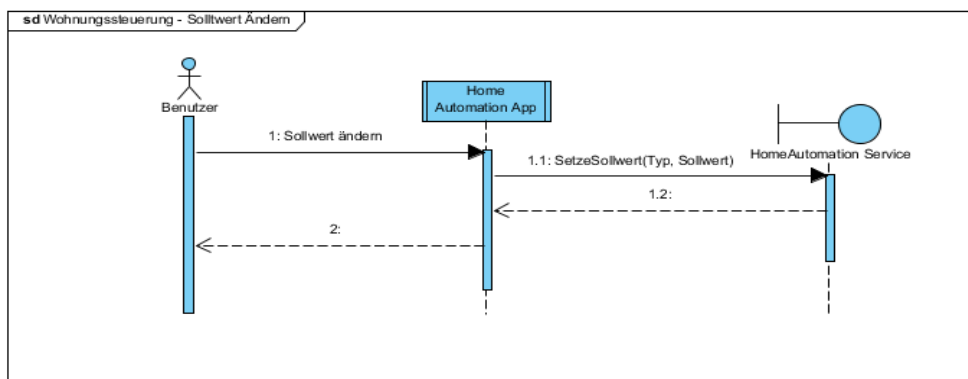 sd Wohnungssteuerung - Solltwert Ändern
Benutzer
Home
Automation App
HomeAutomation Service
1: Sollwert ändern
1.1: SetzeSollwert(Typ, Sollwert)
1.2:
2: